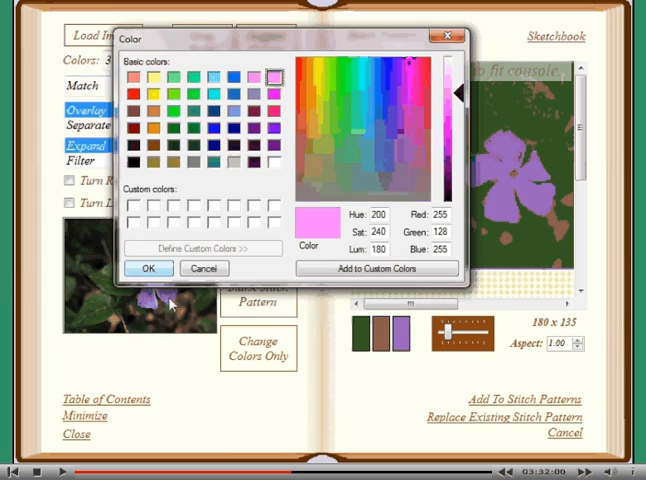 Load Im
Sketchbook
Colors: 3
Match
Overlay
Separate
Expand
Filter
Turn R
Turn L
to fit console.
Color
Basic colors:
Custom colors:
Define Custom Colors >>
OK
Cancel
Color
Hue: 200
Sat: 240
Lum: 180
Red: 255
Green: 128
Blue: 255
Add to Custom Colors
Blank Stitch
Pattern
Change
Colors Only
180 x 135
Aspect: 1.00
Table of Contents
Minimize
Close
Add To Stitch Patterns
Replace Existing Stitch Pattern
Cancel
03:32:00